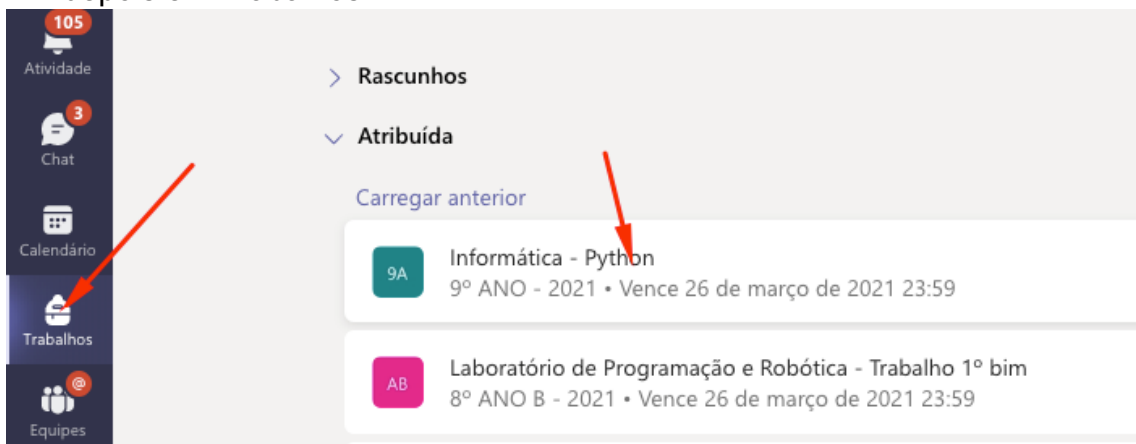 105
Atividade
3
Chat
Calendário
Trabalhos
@
Equipes
Rascunhos
Atribuída
Carregar anterior
9A
Informática - Python
9º ANO - 2021 • Vence 26 de março de 2021 23:59
AB
Laboratório de Programação e Robótica - Trabalho 1º bim
8º ANO B - 2021 • Vence 26 de março de 2021 23:59